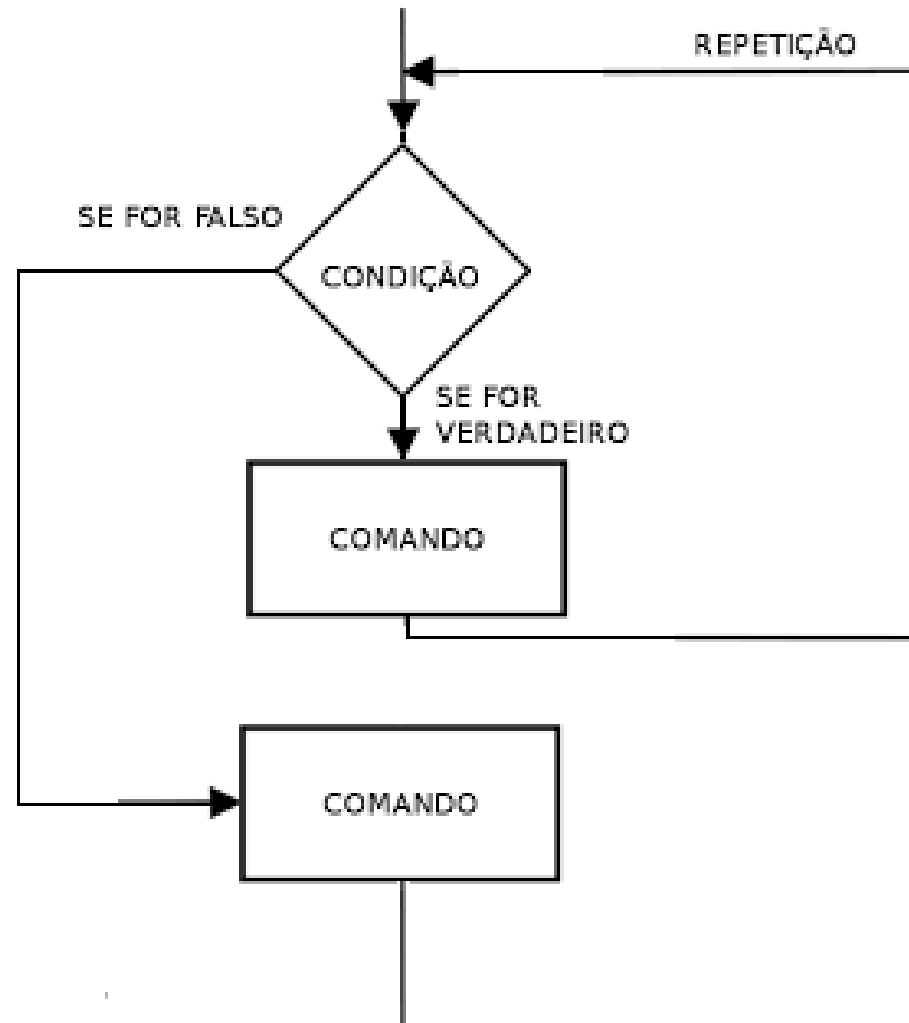 REPETIÇÃO
SE FOR FALSO
CONDIÇÃO
SE FOR
VERDADEIRO
COMANDO
COMANDO